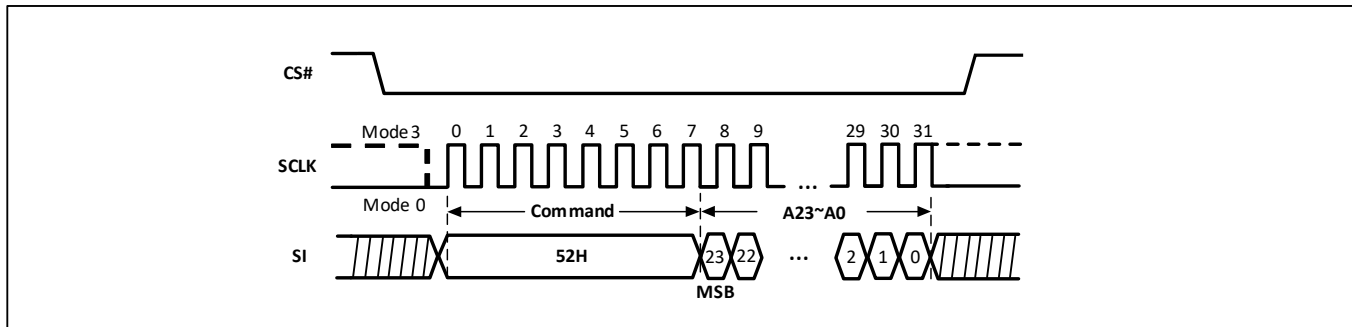 CS#
Mode 3 0 1 2 3 4 5 6 7 8 9 29 30 31
SCLK
...
Mode 0 Command A23~A0
SI 52H 23 22 ... 2 1 0
MSB